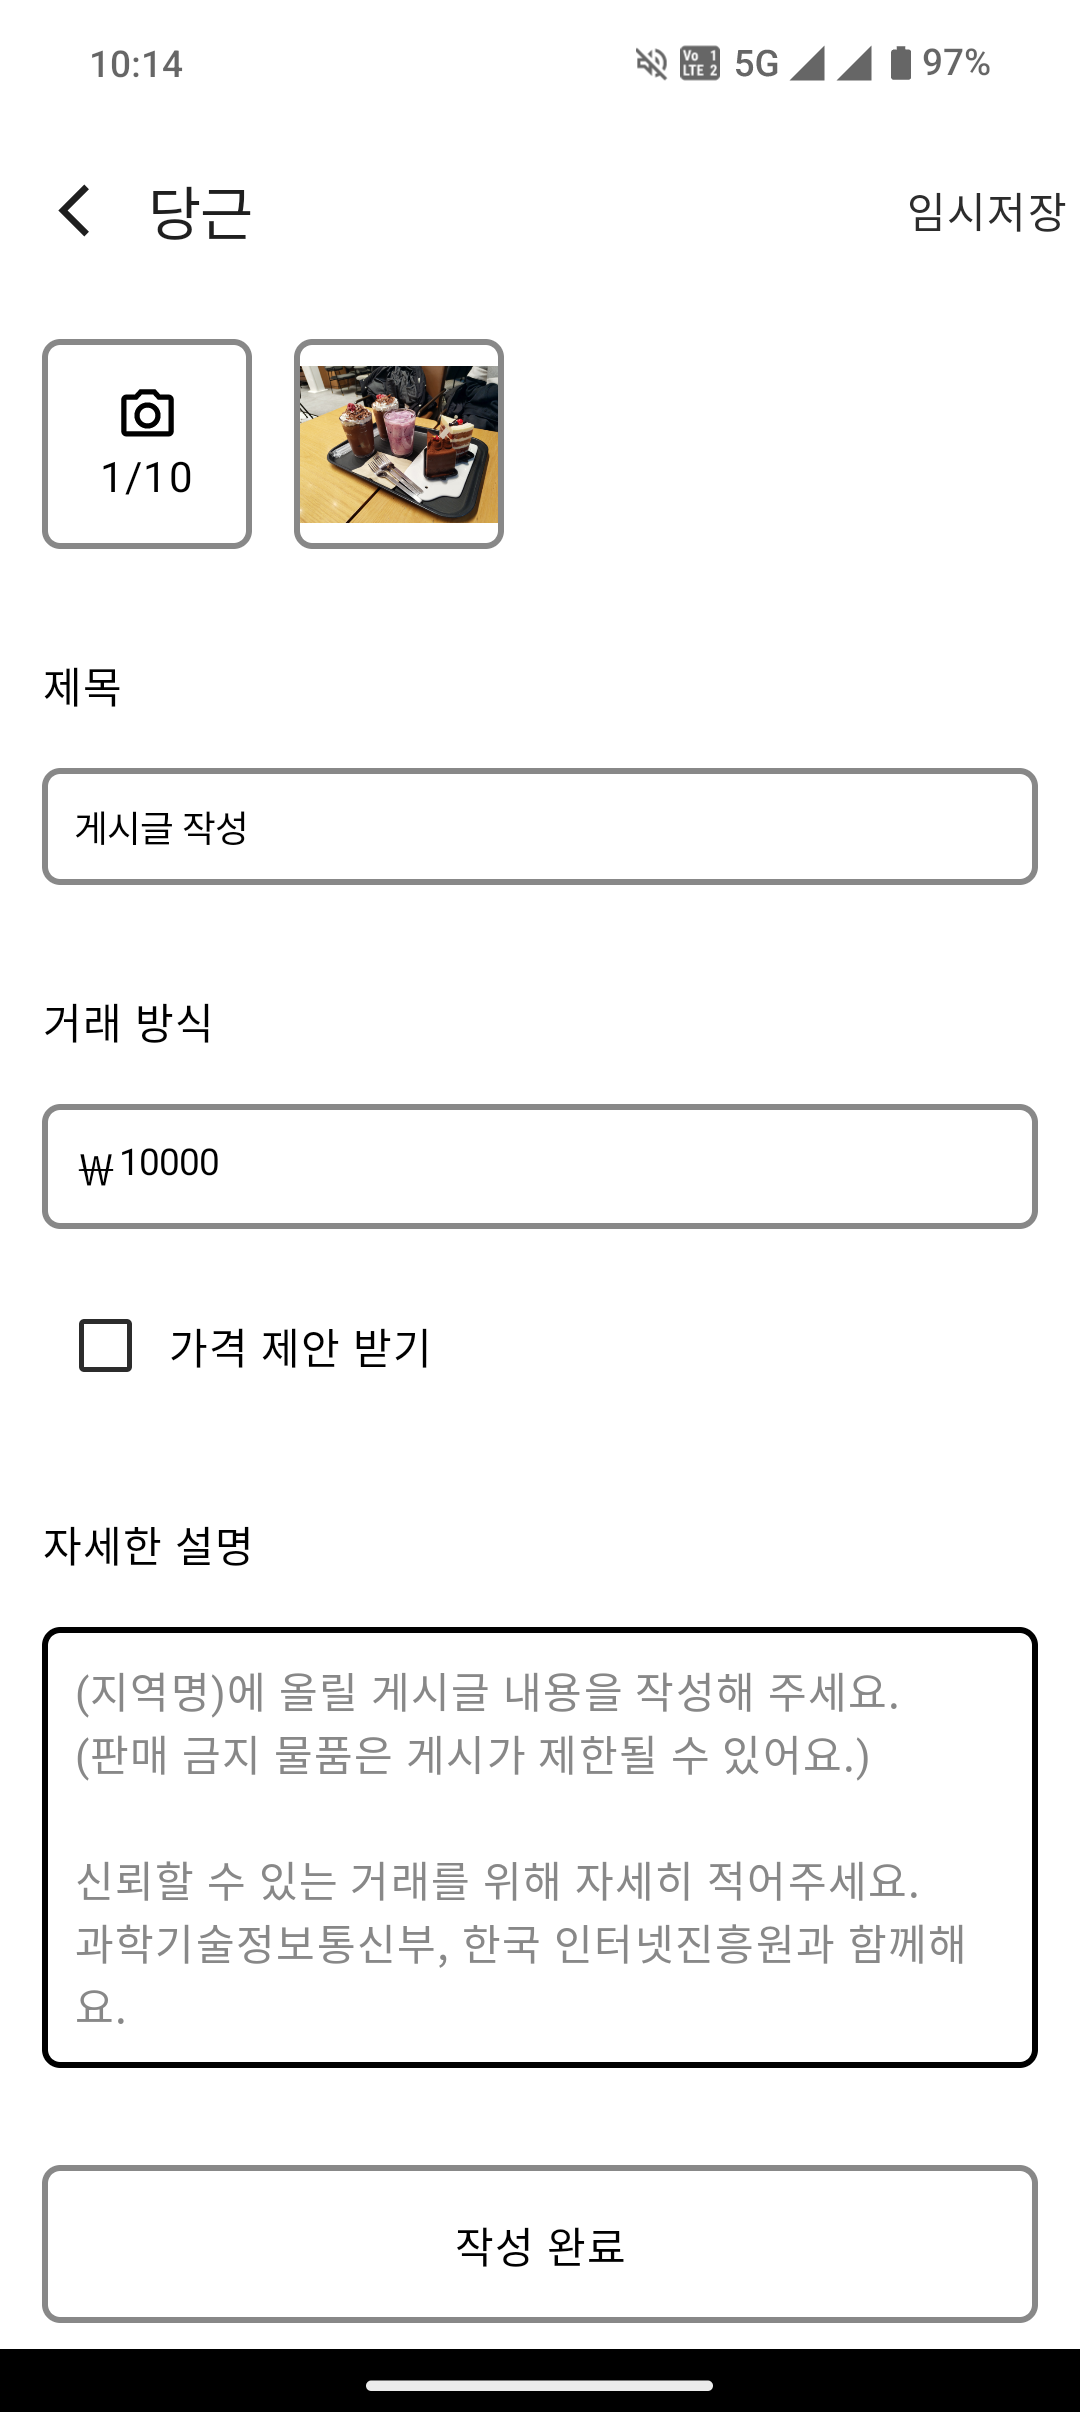 10:14 Vo LTE 1 2 5G 97%
당근 임시저장
1/10
제목
게시글 작성
거래 방식
₩ 10000
가격 제안 받기
자세한 설명
(지역명)에 올릴 게시글 내용을 작성해 주세요.
(판매 금지 물품은 게시가 제한될 수 있어요.)
신뢰할 수 있는 거래를 위해 자세히 적어주세요.
과학기술정보통신부, 한국 인터넷진흥원과 함께해
요.
작성 완료